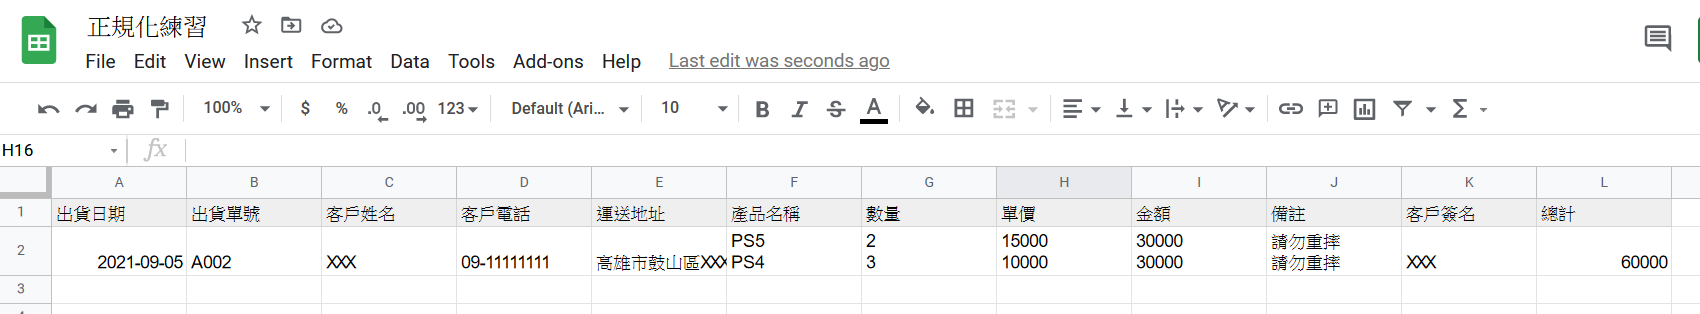 正規化練習
File Edit View Insert Format Data Tools Add-ons Help Last edit was seconds ago
100% $ % .0 .00 123 Default (Ari... 10 B I S A Σ
H16 fx
A B C D E F G H I J K L
1 出貨日期 出貨單號 客戶姓名 客戶電話 運送地址 產品名稱 數量 單價 金額 備註 客戶簽名 總計
PS5 2 15000 30000 請勿重摔
2 2021-09-05 A002 XXX 09-11111111 高雄市鼓山區XXX PS4 3 10000 30000 請勿重摔 XXX 60000
3